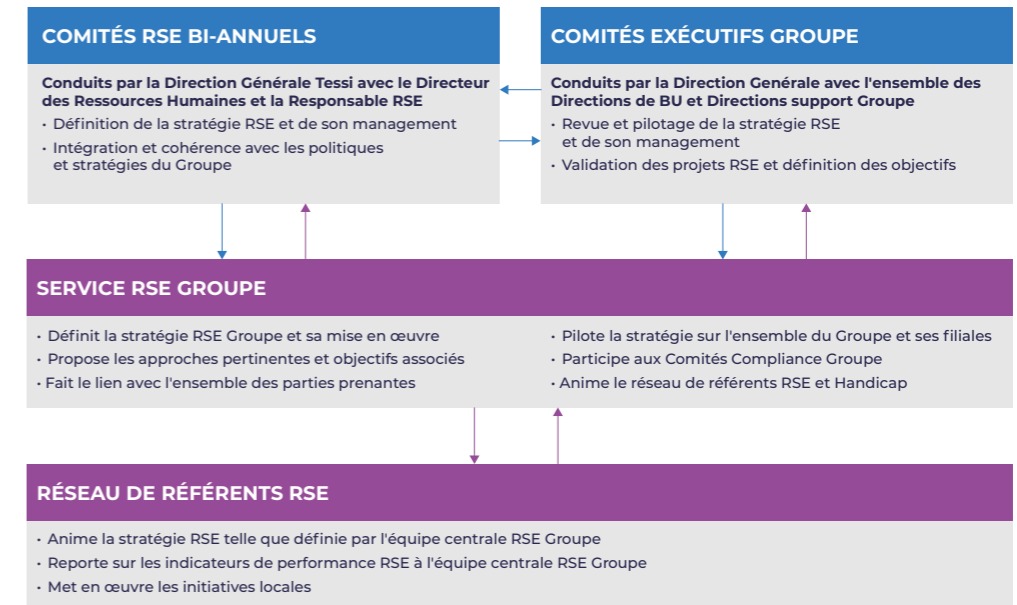 COMITÉS RSE BI-ANNUELS
Conduits par la Direction Générale Tessi avec le Directeur
des Ressources Humaines et la Responsable RSE
· Définition de la stratégie RSE et de son management
· Intégration et cohérence avec les politiques
et stratégies du Groupe
COMITÉS EXÉCUTIFS GROUPE
Conduits par la Direction Genérale avec l'ensemble des
Directions de BU et Directions support Groupe
· Revue et pilotage de la stratégie RSE
et de son management
· Validation des projets RSE et définition des objectifs
SERVICE RSE GROUPE
· Définit la stratégie RSE Groupe et sa mise en œuvre
· Propose les approches pertinentes et objectifs associés
· Fait le lien avec l'ensemble des parties prenantes
· Pilote la stratégie sur l'ensemble du Groupe et ses filiales
· Participe aux Comités Compliance Groupe
· Anime le réseau de référents RSE et Handicap
RÉSEAU DE RÉFÉRENTS RSE
· Anime la stratégie RSE telle que définie par l'équipe centrale RSE Groupe
· Reporte sur les indicateurs de performance RSE à l'équipe centrale RSE Groupe
· Met en œuvre les initiatives locales